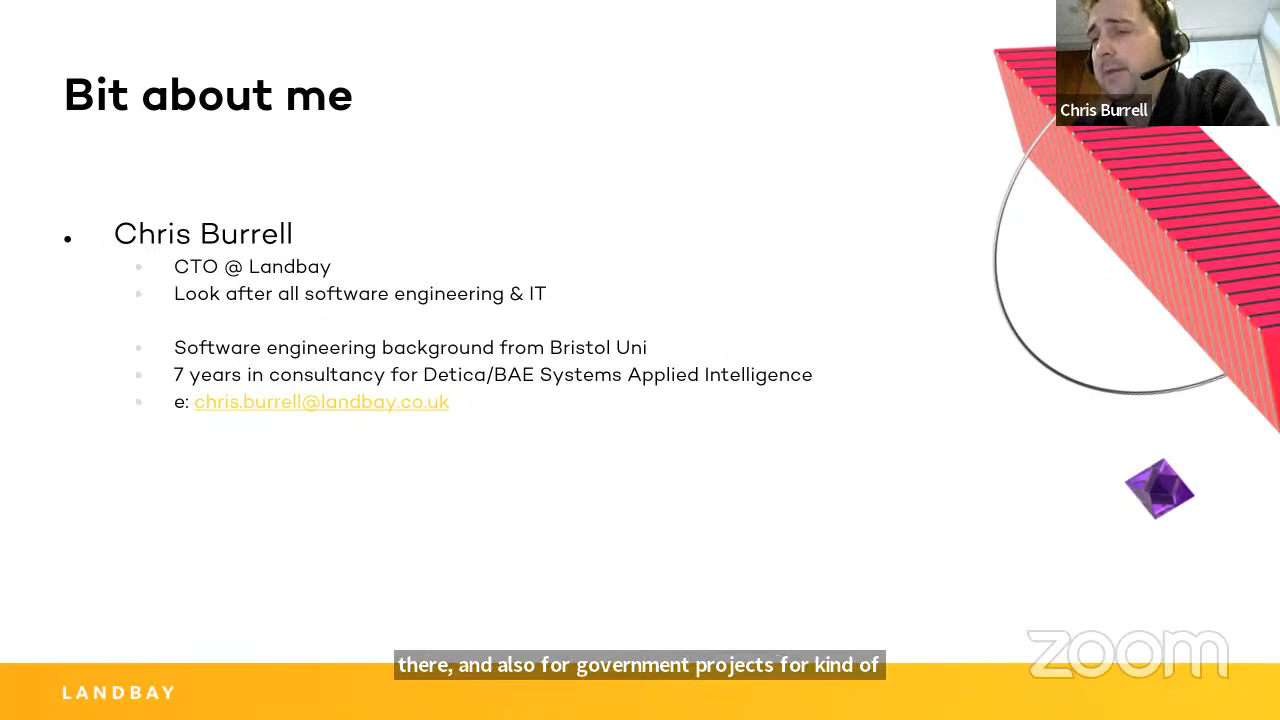 Bit about me
Chris Burrell
• Chris Burrell
• CTO @ Landbay
• Look after all software engineering & IT
• Software engineering background from Bristol Uni
• 7 years in consultancy for Detica/BAE Systems Applied Intelligence
• e: chris.burrell@landbay.co.uk
zoom
there, and also for government projects for kind of
LANDBAY